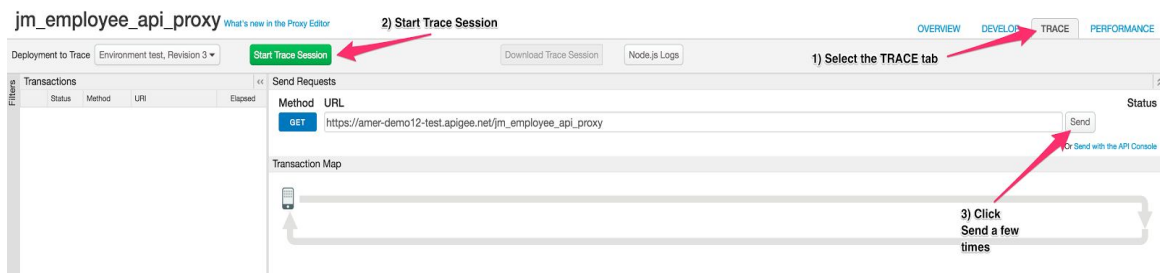 jm_employee_api_proxy What's new in the Proxy Editor
2) Start Trace Session
OVERVIEW DEVELOP TRACE PERFORMANCE
Deployment to Trace Environment test, Revision 3 Start Trace Session Download Trace Session Node.js Logs
1) Select the TRACE tab
Filters
Transactions
Status Method URI Elapsed
Send Requests
Method URL Status
GET https://amer-demo12-test.apigee.net/jm_employee_api_proxy Send
Or Send with the API Console
Transaction Map
3) Click
Send a few
times